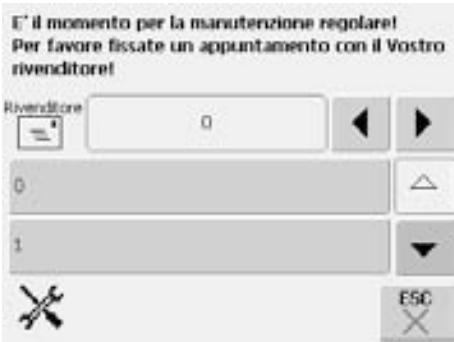 E' il momento per la manutenzione regolare!
Per favore fissate un appuntamento con il Vostro
rivenditore!
Rivenditore
0
0
1
ESC